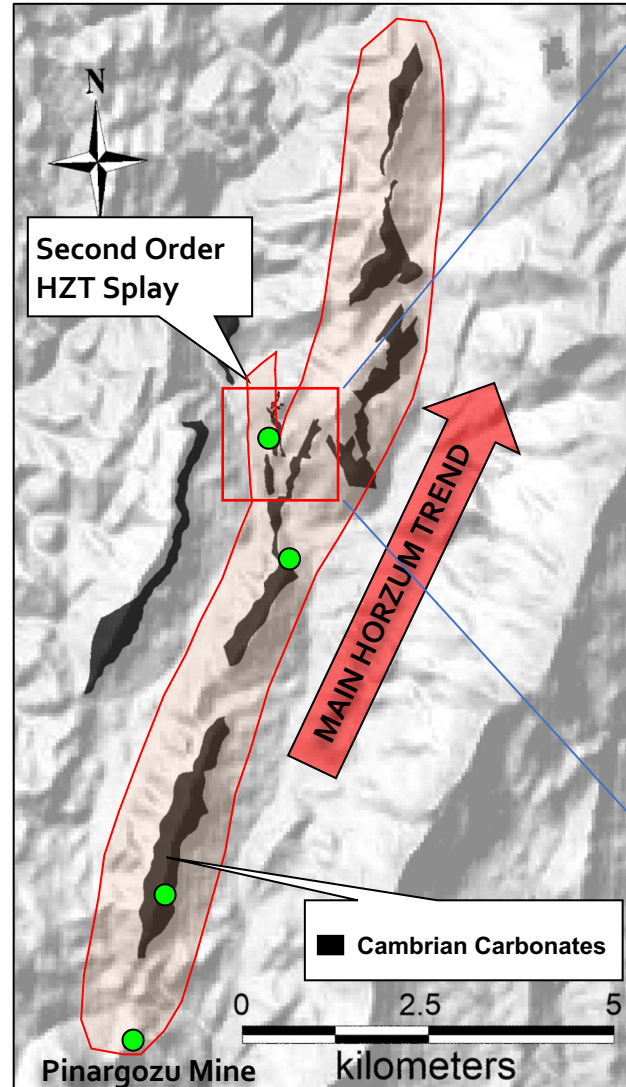 N
Second Order
HZT Splay
MAIN HORZUM TREND
Cambrian Carbonates
0 2.5 5
kilometers
Pinargozu Mine